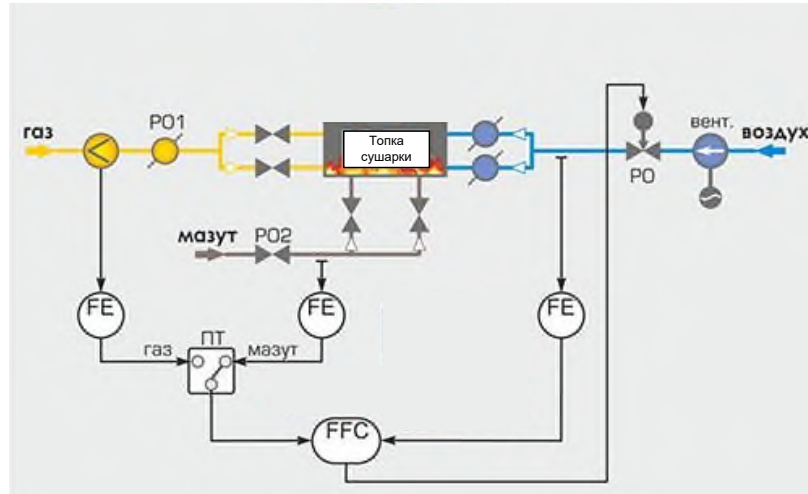 газ
РО1
Топка
сушарки
вент.
воздух
РО
мазут
РО2
FE
FE
FE
ПТ
газ
мазут
FFC